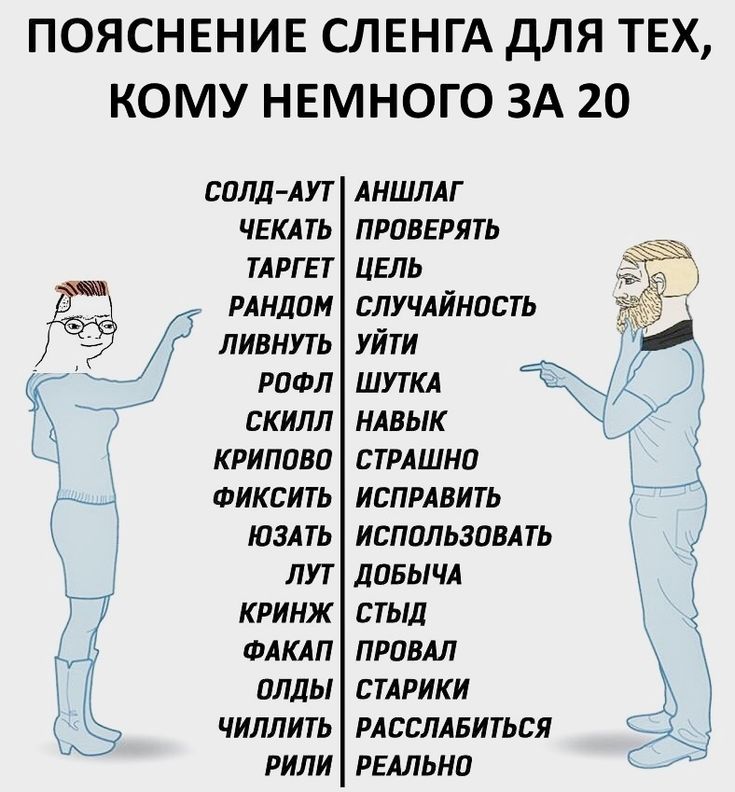 ПОЯСНЕНИЕ СЛЕНГА ДЛЯ ТЕХ,
КОМУ НЕМНОГО ЗА 20
СОЛД-АУТ АНШЛАГ
ЧЕКАТЬ ПРОВЕРЯТЬ
ТАРГЕТ ЦЕЛЬ
РАНДОМ СЛУЧАЙНОСТЬ
ЛИВНУТЬ УЙТИ
РОФЛ ШУТКА
СКИЛЛ НАВЫК
КРИПОВО СТРАШНО
ФИКСИТЬ ИСПРАВИТЬ
ЮЗАТЬ ИСПОЛЬЗОВАТЬ
ЛУТ ДОБЫЧА
КРИНЖ СТЫД
ФАКАП ПРОВАЛ
ОЛДЫ СТАРИКИ
ЧИЛЛИТЬ РАССЛАБИТЬСЯ
РИЛИ РЕАЛЬНО